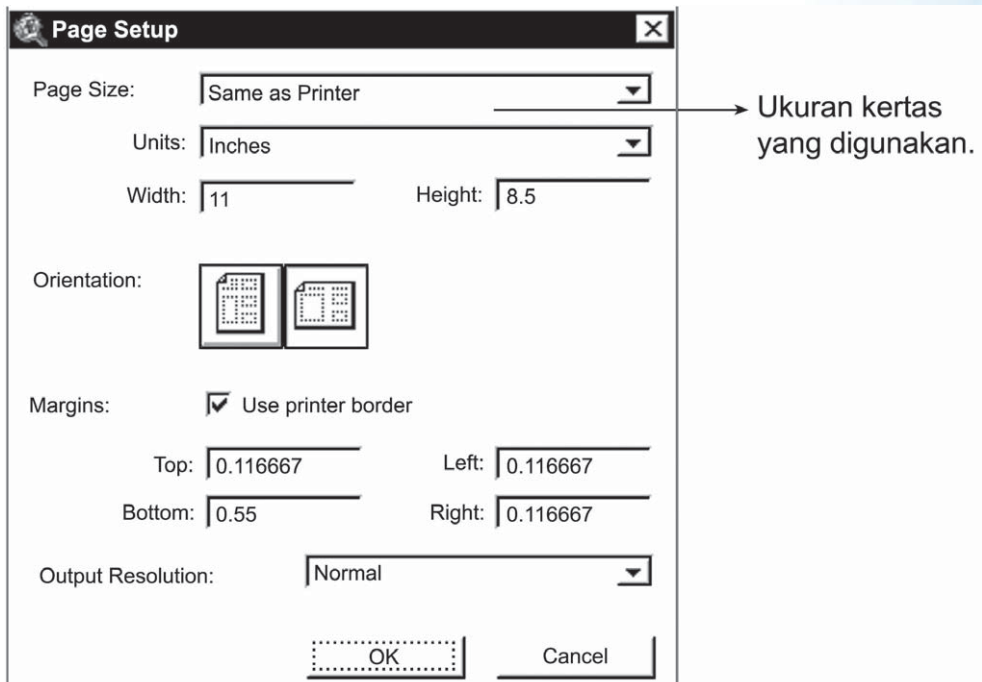 Page Setup
Page Size: Same as Printer
Ukuran kertas
yang digunakan.
Units: Inches
Width: 11 Height: 8.5
Orientation:
Margins: Use printer border
Top: 0.116667 Left: 0.116667
Bottom: 0.55 Right: 0.116667
Output Resolution: Normal
OK Cancel